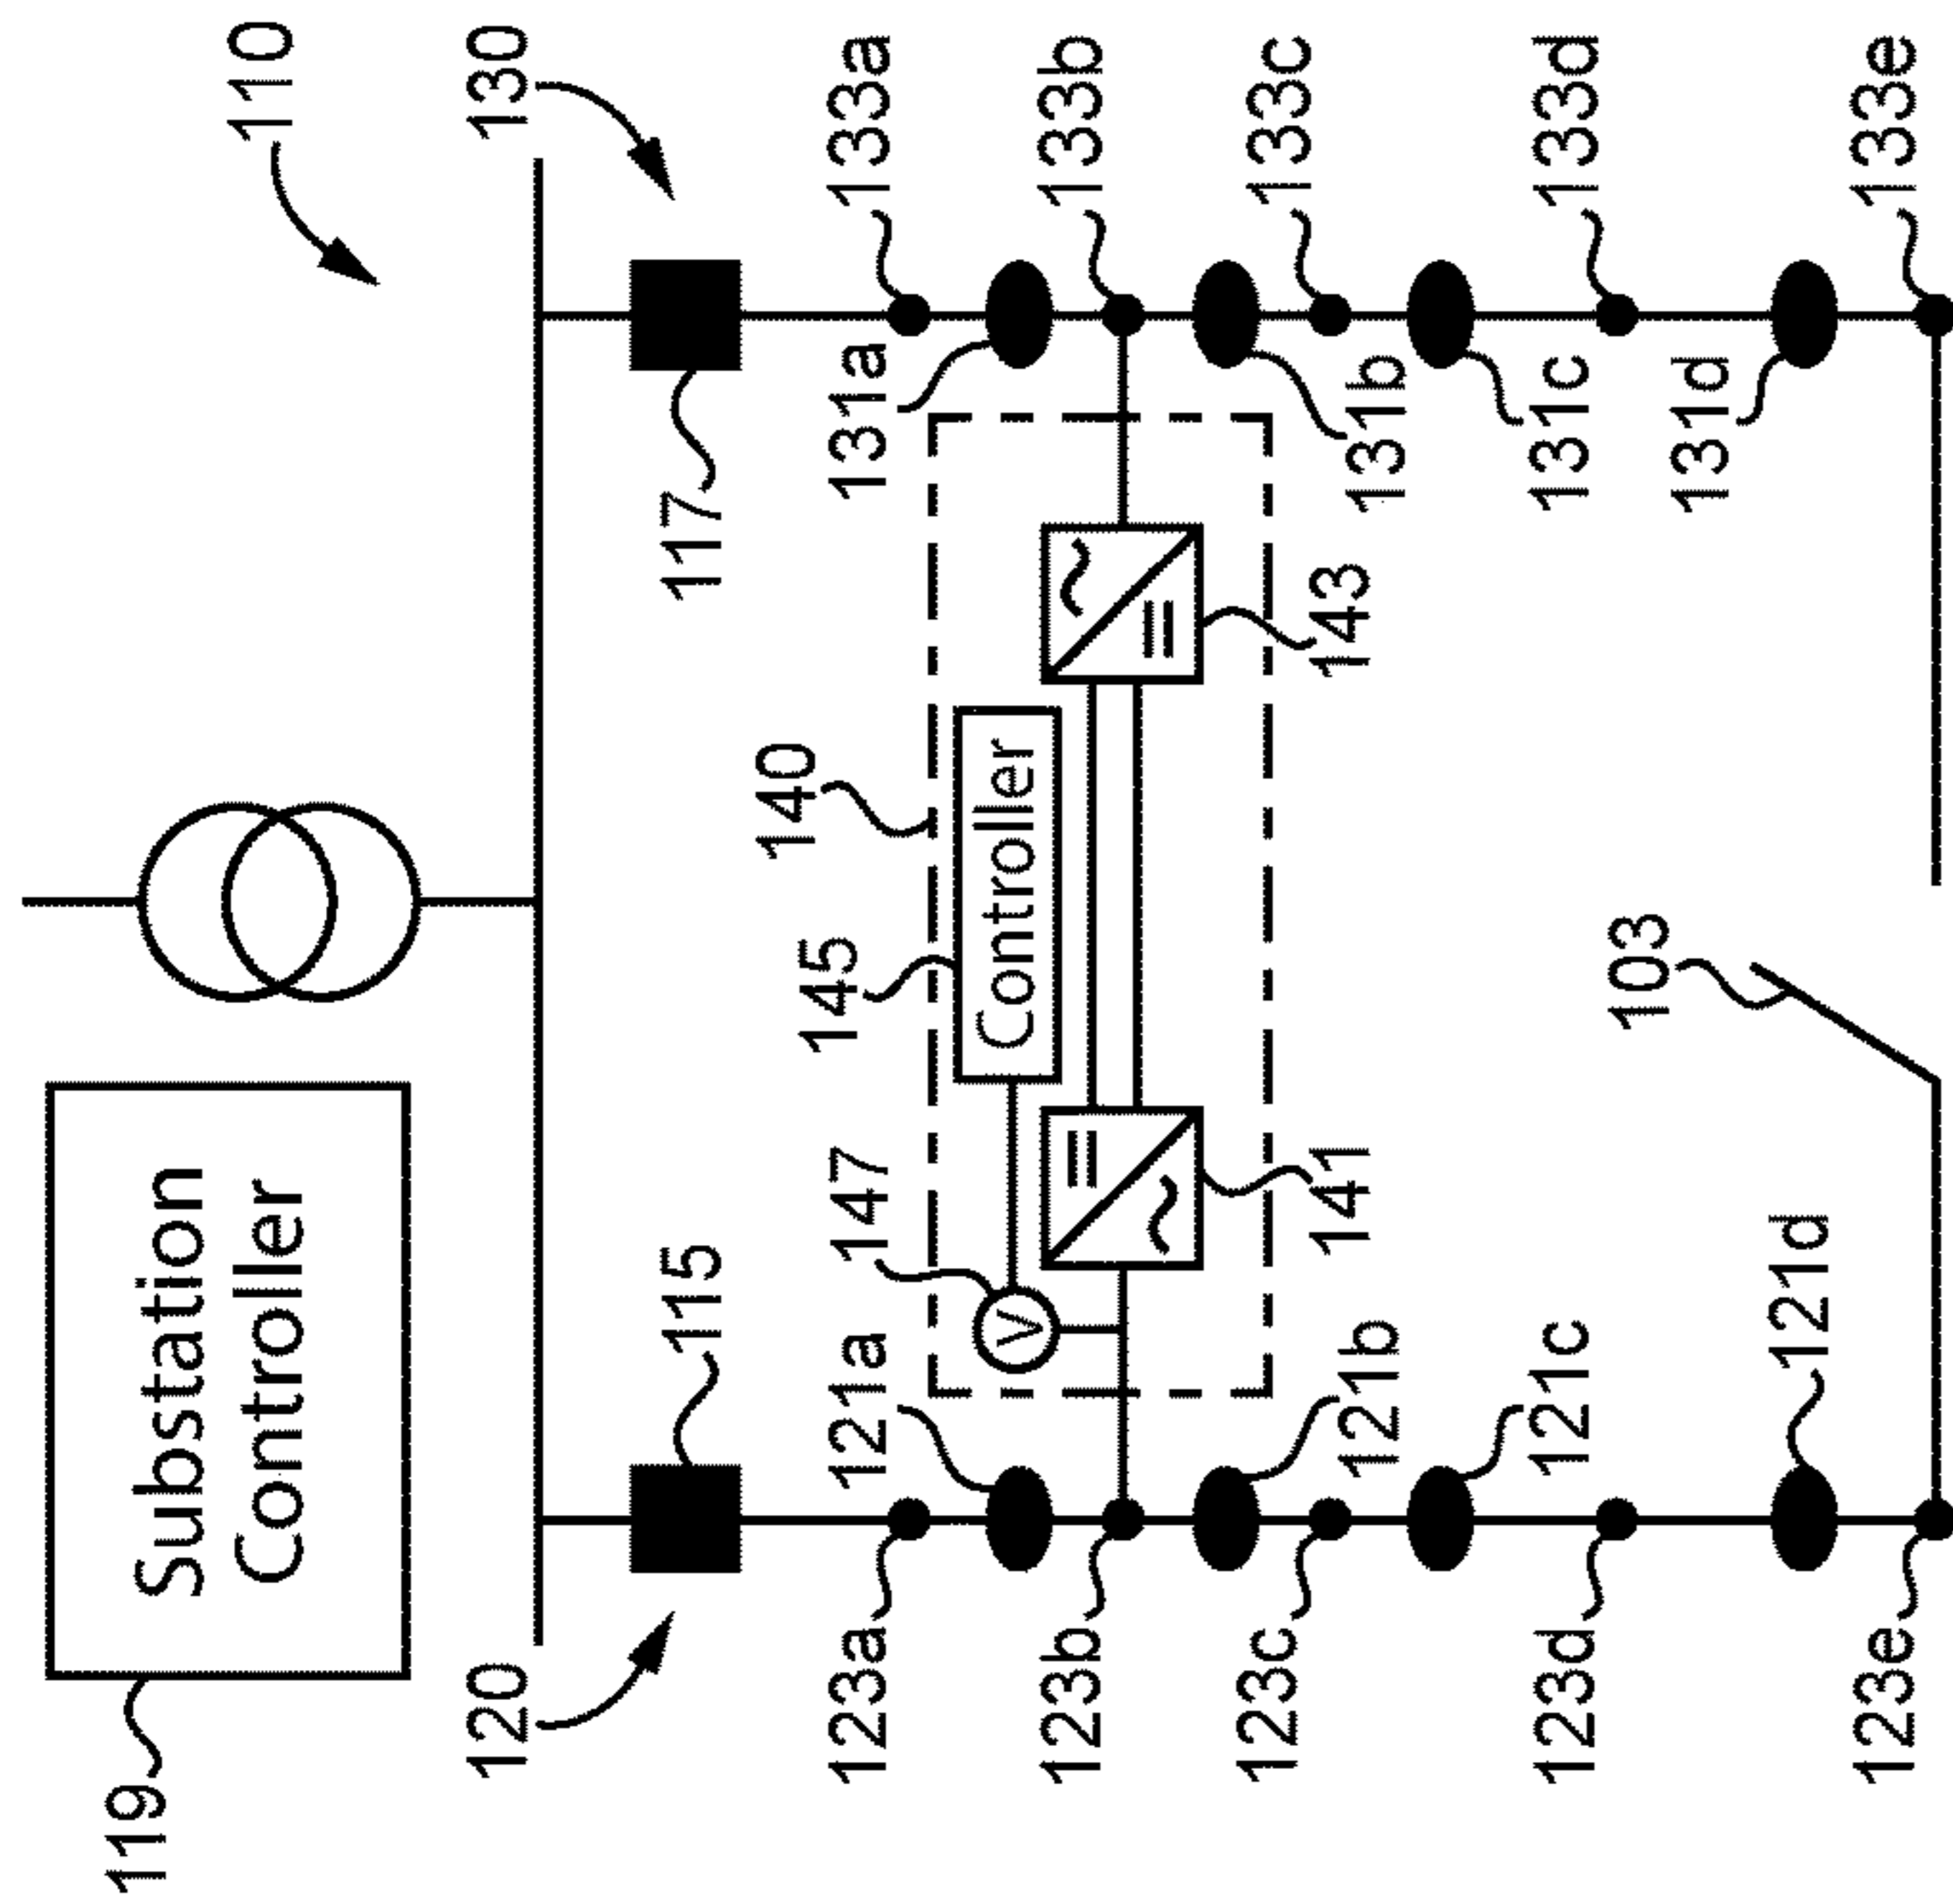 119
Substation
Controller
110
120
130
115
117
123a
121a
147
145
140
131a
133a
V
Controller
123b
133b
123c
121b
141
143
131b
133c
123d
121c
131c
133d
121d
103
131d
123e
133e